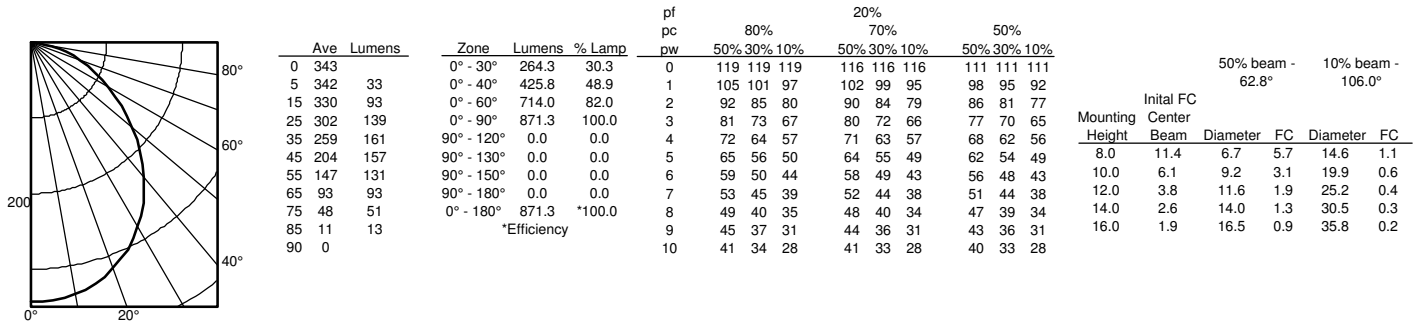 80°
60°
200
40°
0° 20°
Ave Lumens
0 343
5 342 33
15 330 93
25 302 139
35 259 161
45 204 157
55 147 131
65 93 93
75 48 51
85 11 13
90 0
Zone Lumens % Lamp
0° - 30° 264.3 30.3
0° - 40° 425.8 48.9
0° - 60° 714.0 82.0
0° - 90° 871.3 100.0
90° - 120° 0.0 0.0
90° - 130° 0.0 0.0
90° - 150° 0.0 0.0
90° - 180° 0.0 0.0
0° - 180° 871.3 *100.0
*Efficiency
pf 20%
pc 80% 70% 50%
pw 50% 30% 10% 50% 30% 10% 50% 30% 10%
0 119 119 119 116 116 116 111 111 111
1 105 101 97 102 99 95 98 95 92
2 92 85 80 90 84 79 86 81 77
3 81 73 67 80 72 66 77 70 65
4 72 64 57 71 63 57 68 62 56
5 65 56 50 64 55 49 62 54 49
6 59 50 44 58 49 43 56 48 43
7 53 45 39 52 44 38 51 44 38
8 49 40 35 48 40 34 47 39 34
9 45 37 31 44 36 31 43 36 31
10 41 34 28 41 33 28 40 33 28
50% beam - 10% beam -
62.8° 106.0°
Inital FC
Mounting Center
Height Beam Diameter FC Diameter FC
8.0 11.4 6.7 5.7 14.6 1.1
10.0 6.1 9.2 3.1 19.9 0.6
12.0 3.8 11.6 1.9 25.2 0.4
14.0 2.6 14.0 1.3 30.5 0.3
16.0 1.9 16.5 0.9 35.8 0.2